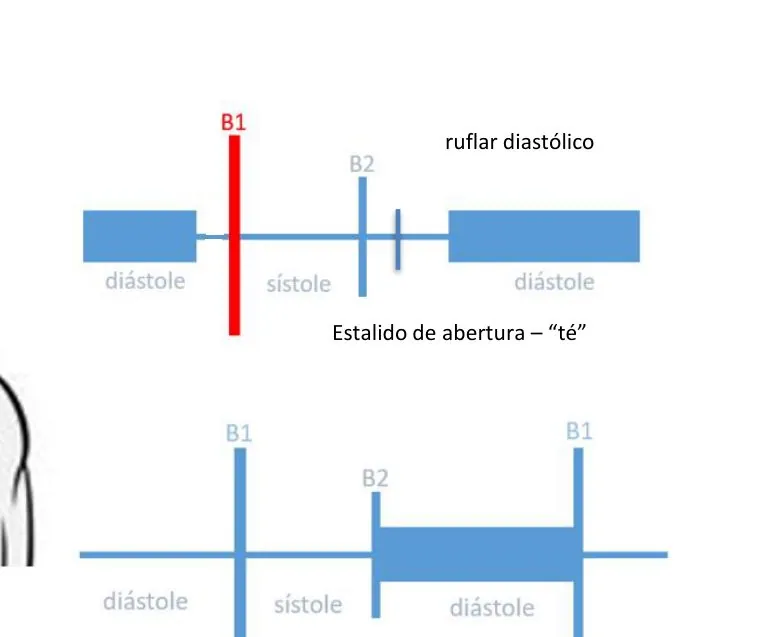 B1
B2
ruflar diastólico
diástole
sístole
diástole
Estalido de abertura – “té”
B1
B1
B2
diástole
sístole
diástole